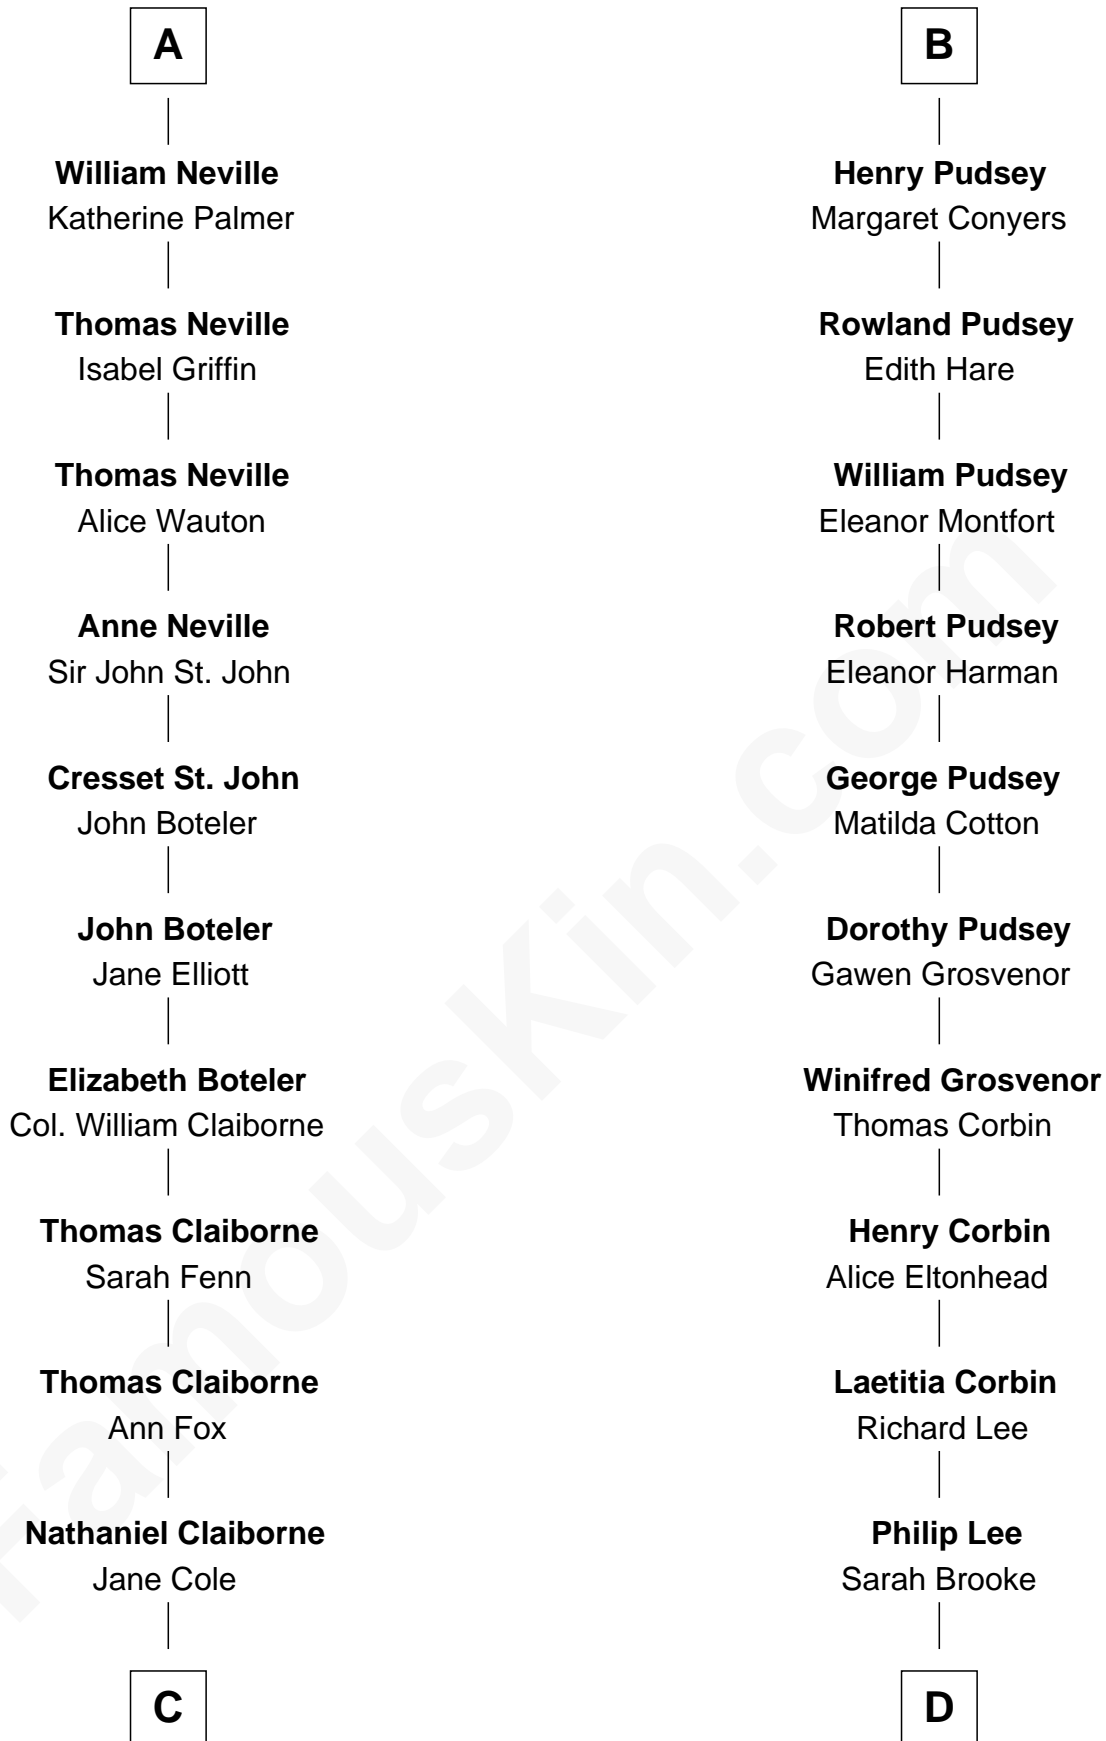 A
William Neville
Katherine Palmer
Thomas Neville
Isabel Griffin
Thomas Neville
Alice Wauton
Anne Neville
Sir John St. John
Cresset St. John
John Boteler
John Boteler
Jane Elliott
Elizabeth Boteler
Col. William Claiborne
Thomas Claiborne
Sarah Fenn
Thomas Claiborne
Ann Fox
Nathaniel Claiborne
Jane Cole
C
B
Henry Pudsey
Margaret Conyers
Rowland Pudsey
Edith Hare
William Pudsey
Eleanor Montfort
Robert Pudsey
Eleanor Harman
George Pudsey
Matilda Cotton
Dorothy Pudsey
Gawen Grosvenor
Winifred Grosvenor
Thomas Corbin
Henry Corbin
Alice Eltonhead
Laetitia Corbin
Richard Lee
Philip Lee
Sarah Brooke
D
FamousKin.com